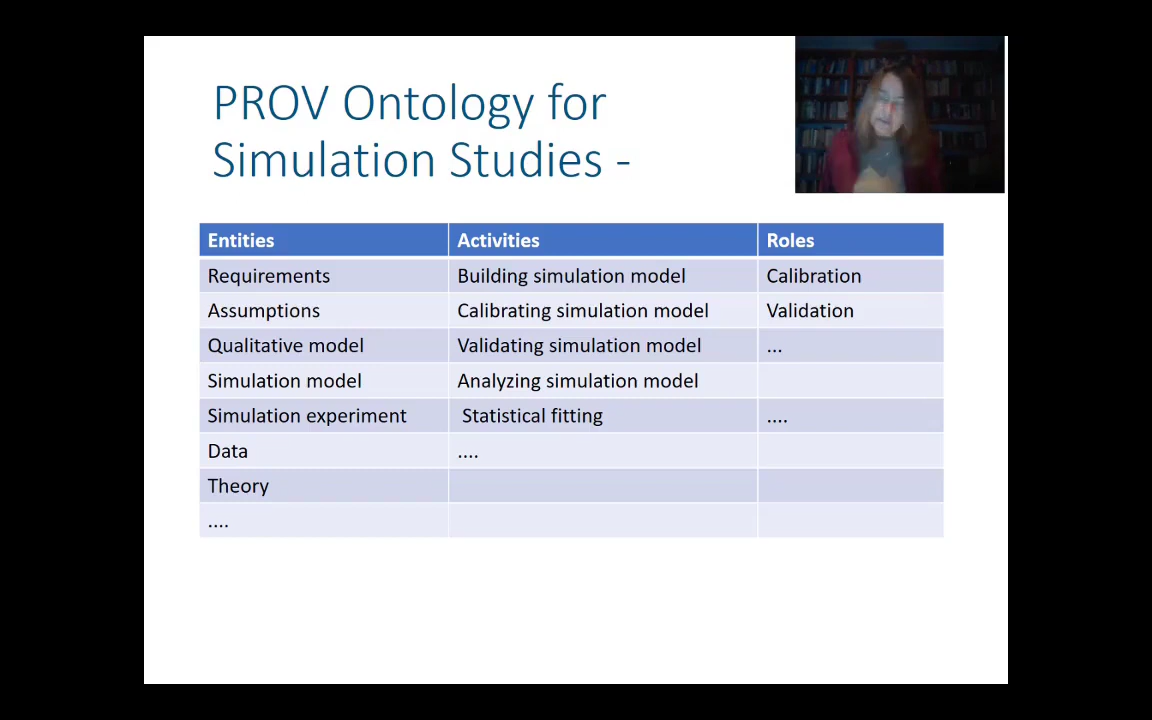 PROV Ontology for
Simulation Studies -
Entities Activities Roles
Requirements Building simulation model Calibration
Assumptions Calibrating simulation model Validation
Qualitative model Validating simulation model ...
Simulation model Analyzing simulation model
Simulation experiment Statistical fitting ....
Data ....
Theory
....